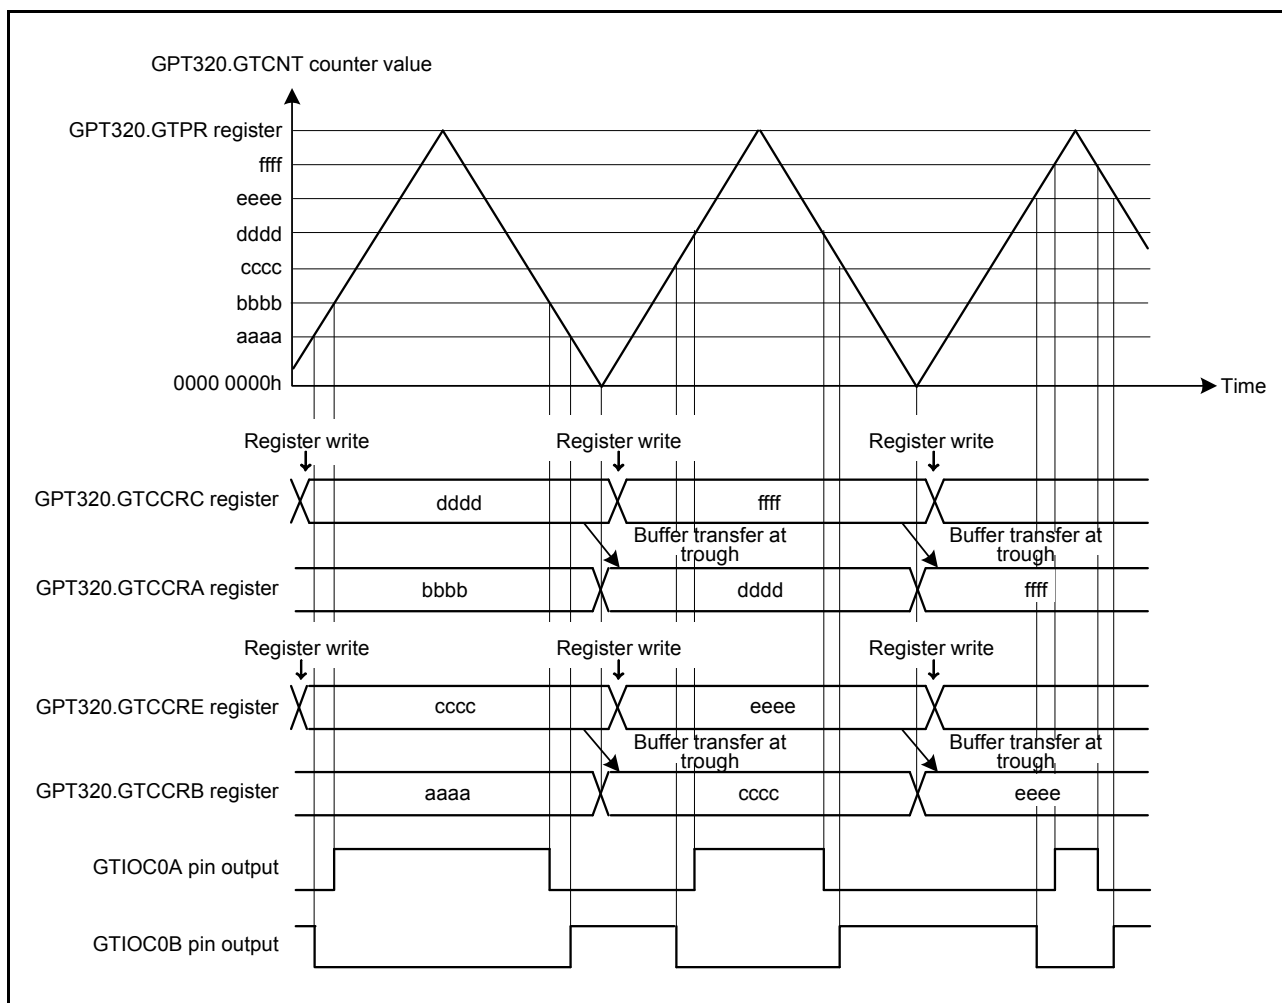 GPT320.GTCNT counter value
GPT320.GTPR register
ffff
eeee
dddd
cccc
bbbb
aaaa
0000 0000h
Time
Register write
Register write
Register write
GPT320.GTCCRC register
dddd
ffff
Buffer transfer at
trough
Buffer transfer at
trough
GPT320.GTCCRA register
bbbb
dddd
ffff
Register write
Register write
Register write
GPT320.GTCCRE register
cccc
eeee
Buffer transfer at
trough
Buffer transfer at
trough
GPT320.GTCCRB register
aaaa
cccc
eeee
GTIOC0A pin output
GTIOC0B pin output